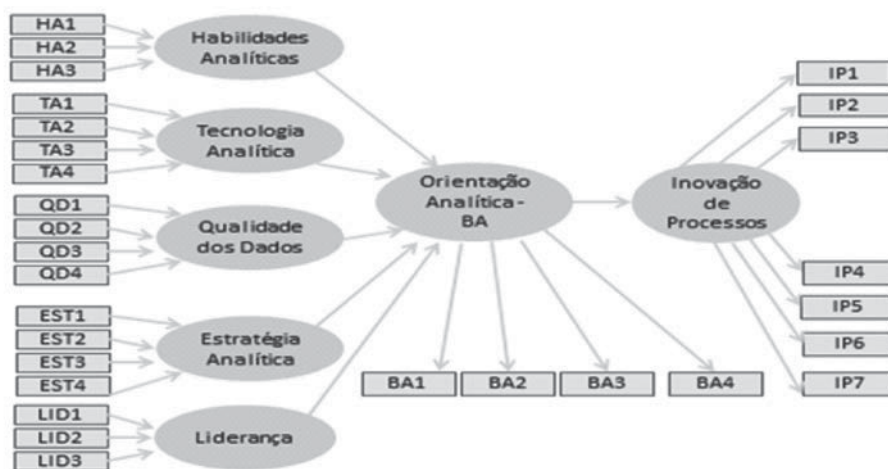 HA1
HA2
HA3
Habilidades
Analíticas
TA1
TA2
TA3
TA4
Tecnologia
Analítica
QD1
QD2
QD3
QD4
Qualidade
dos Dados
EST1
EST2
EST3
EST4
Estratégia
Analítica
LID1
LID2
LID3
Liderança
Orientação
Analítica-
BA
BA1
BA2
BA3
BA4
Inovação
de
Processos
IP1
IP2
IP3
IP4
IP5
IP6
IP7